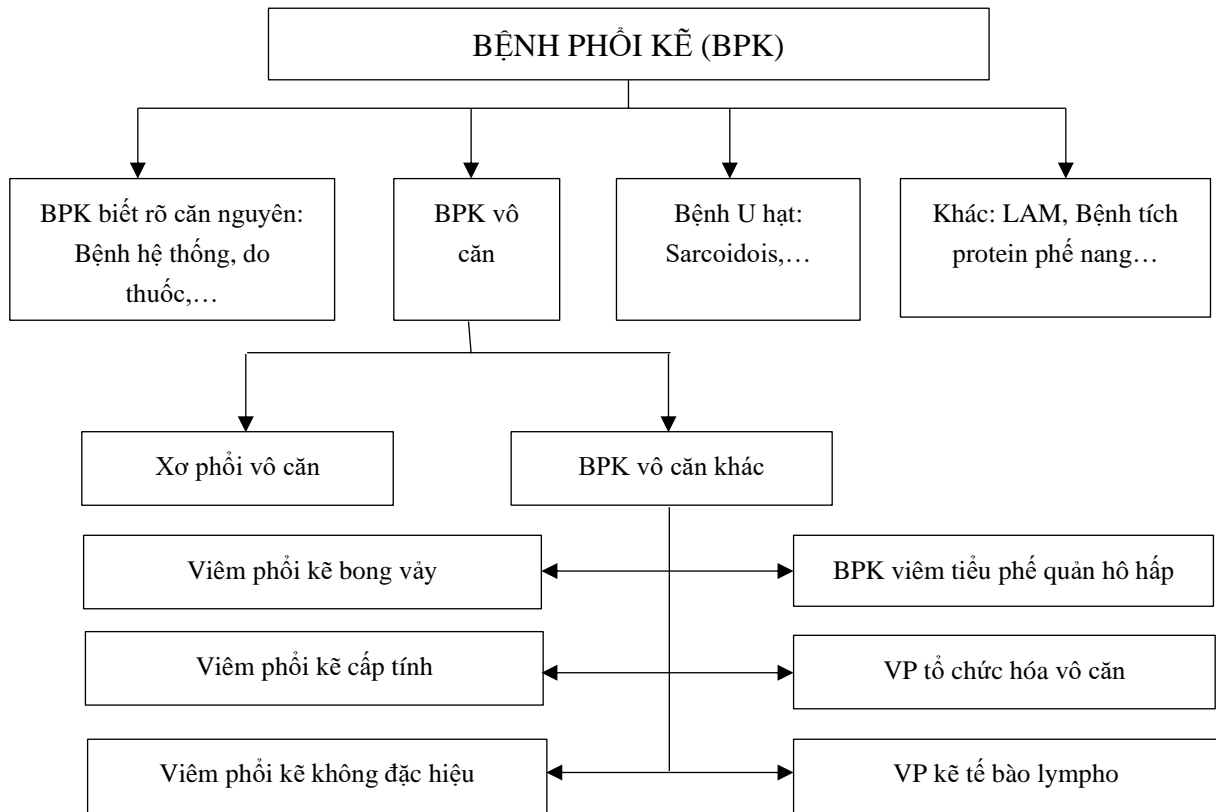 BỆNH PHỔI KẼ (BPK)
BPK biết rõ căn nguyên:
Bệnh hệ thống, do
thuốc,…
BPK vô
căn
Bệnh U hạt:
Sarcoidois,…
Khác: LAM, Bệnh tích
protein phế nang…
Xơ phổi vô căn
BPK vô căn khác
Viêm phổi kẽ bong vảy
BPK viêm tiểu phế quản hô hấp
Viêm phổi kẽ cấp tính
VP tổ chức hóa vô căn
Viêm phổi kẽ không đặc hiệu
VP kẽ tế bào lympho